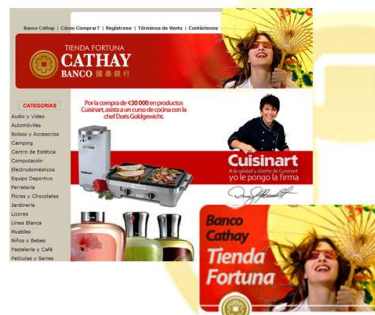 Banco Cathay | Cómo Comprar? | Regístrese | Términos de Venta | Contáctenos
TIENDA FORTUNA
CATHAY
BANCO 國泰銀行
CATEGORIAS
Audio y Video
Automóviles
Bolsos y Accesorios
Camping
Centro de Estética
Computación
Electrodomésticos
Equipo Deportivo
Ferretería
Flores y Chocolates
Jardinería
Licores
Línea Blanca
Muebles
Niños y Bebés
Pastelería y Café
Películas y Series
Por la compra de ¢30 000 en productos
Cuisinart, asista a un curso de cocina con la
chef Doris Goldgewicht.
Cuisinart
A la calidad y diseño de Cuisinart
yo le pongo la firma
Banco
Cathay
Tienda
Fortuna